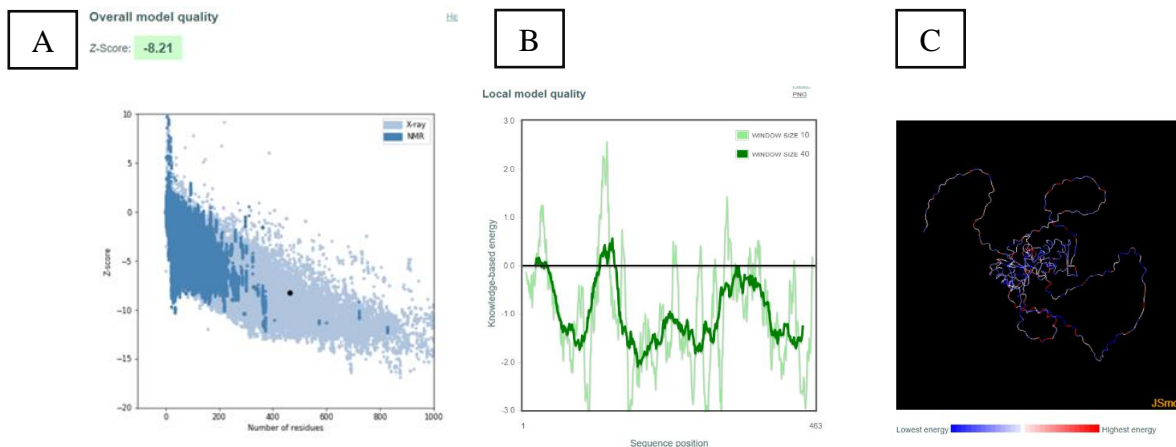 A
Overall model quality
Z-Score: -8.21
10
5
0
−5
−10
−15
−20
Z-score
X-ray
NMR
0
200
400
600
800
1000
Number of residues
B
Local model quality
PNG
3.0
2.0
1.0
0.0
-1.0
-2.0
-3.0
Knowledge-based energy
WINDOW SIZE 10
WINDOW SIZE 40
1
463
Sequence position
C
JSmo
Lowest energy
Highest energy